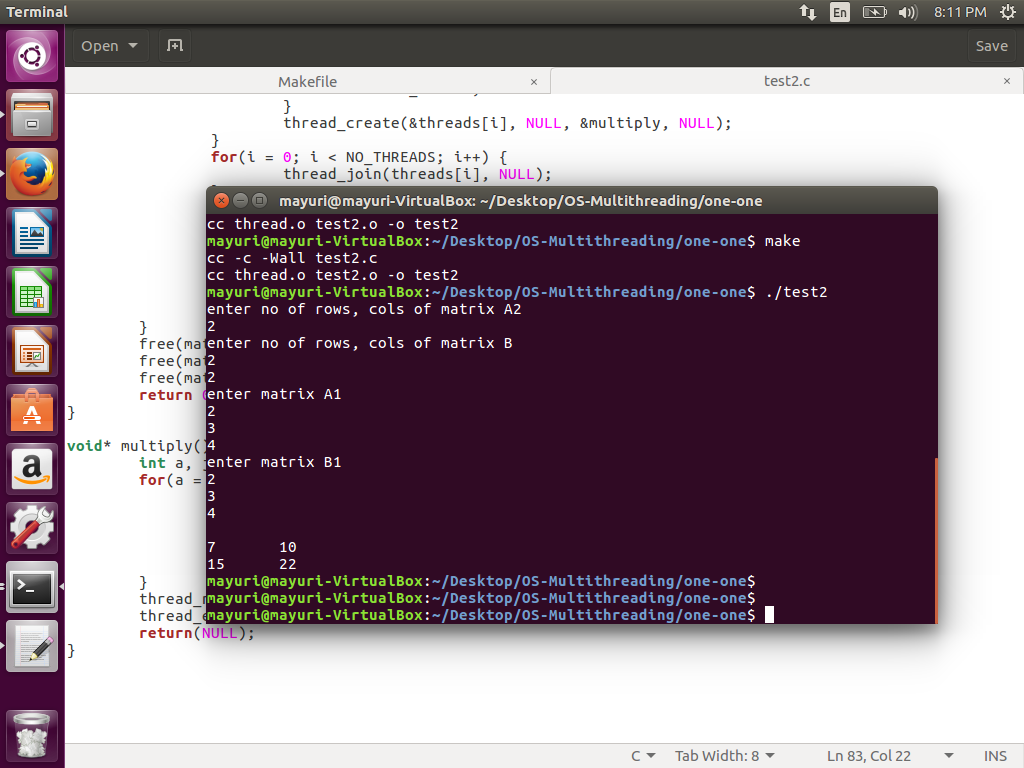 Terminal
En
8:11 PM
Open
Save
Makefile
test2.c
}
thread_create(&threads[i], NULL, &multiply, NULL);
}
for(i = 0; i < NO_THREADS; i++) {
thread_join(threads[i], NULL);
mayuri@mayuri-VirtualBox: ~/Desktop/OS-Multithreading/one-one
cc thread.o test2.o -o test2
mayuri@mayuri-VirtualBox:~/Desktop/OS-Multithreading/one-one$ make
cc -c -Wall test2.c
cc thread.o test2.o -o test2
mayuri@mayuri-VirtualBox:~/Desktop/OS-Multithreading/one-one$ ./test2
enter no of rows, cols of matrix A2
2
enter no of rows, cols of matrix B
2
2
enter matrix A1
2
3
4
enter matrix B1
2
3
4
7 10
15 22
mayuri@mayuri-VirtualBox:~/Desktop/OS-Multithreading/one-one$
mayuri@mayuri-VirtualBox:~/Desktop/OS-Multithreading/one-one$
mayuri@mayuri-VirtualBox:~/Desktop/OS-Multithreading/one-one$
}
free(mat
free(mat
free(mat
return
}
void* multiply()
int a,
for(a =
}
thread_
thread_
return(NULL);
}
C
Tab Width: 8
Ln 83, Col 22
INS